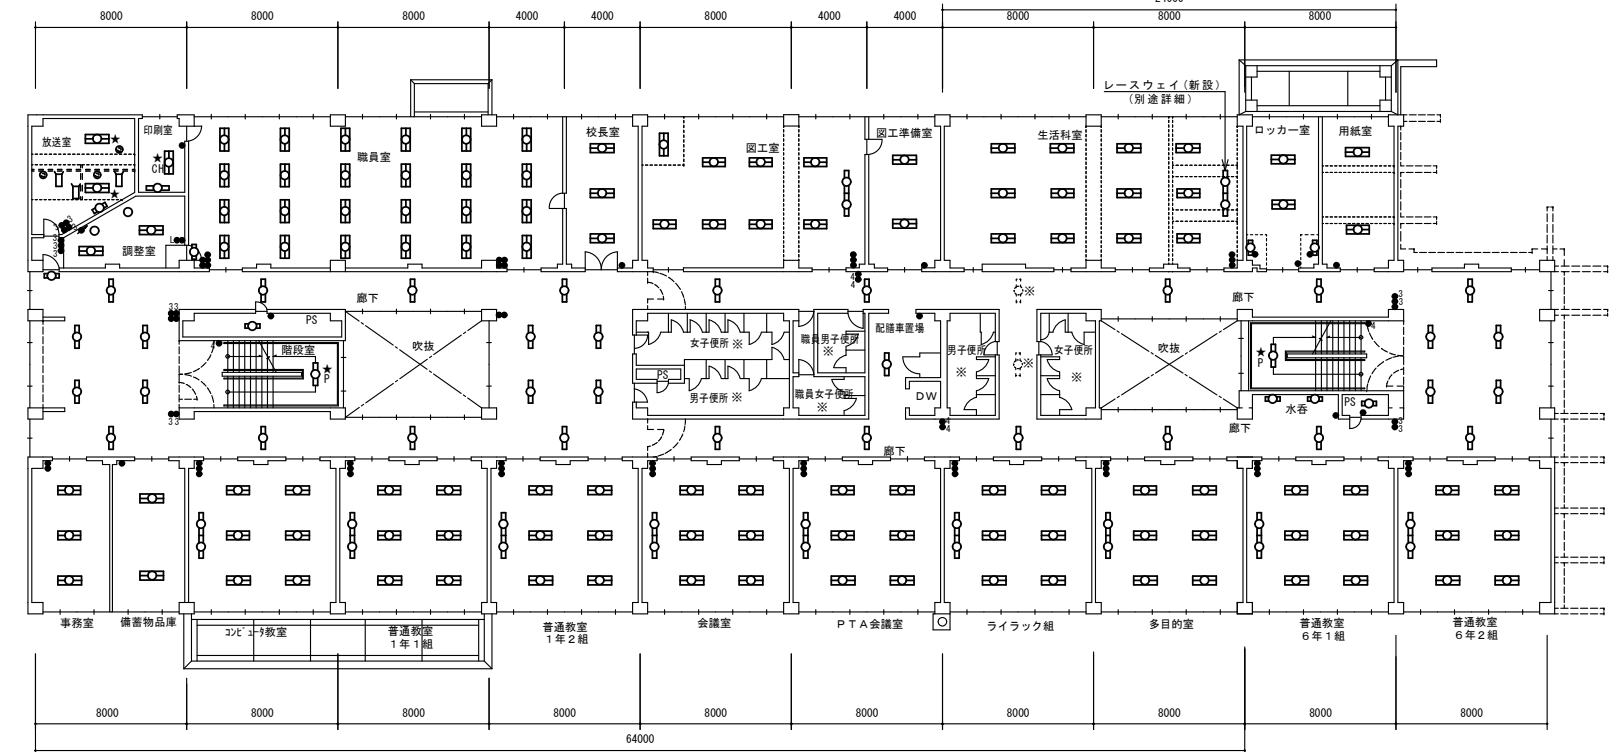 8000 8000 8000 4000 4000 8000 4000 4000 8000 8000 8000
レースウェイ(新設)
(別途詳細)
放送室 印刷室 職員室 校長室 図工室 図工準備室 生活科室 ロッカー室 用紙室
CH
調整室
廊下 廊下
PS
階段室
吹抜
P
女子便所 ※
PS
男子便所 ※
職員男子便所
※
職員女子便所
※
配膳車置場
DW
男子便所
※
※
※
女子便所
※
吹抜
P
水呑
PS
廊下
廊下
事務室 備蓄物品庫 コンピュータ教室
普通教室
1年1組
普通教室
1年2組
会議室 PTA会議室 ライラック組 多目的室
普通教室
6年1組
普通教室
6年2組
8000 8000 8000 8000 8000 8000 8000 8000 8000 8000
64000